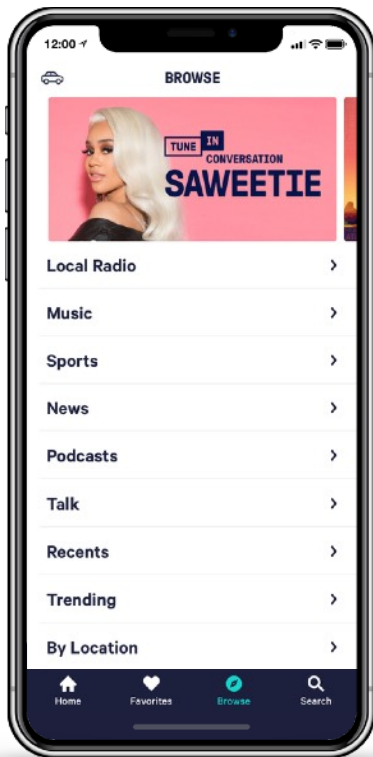 12:00
BROWSE
TUNE IN
CONVERSATION
SAWEETIE
Local Radio
Music
Sports
News
Podcasts
Talk
Recents
Trending
By Location
Home Favorites Browse Search